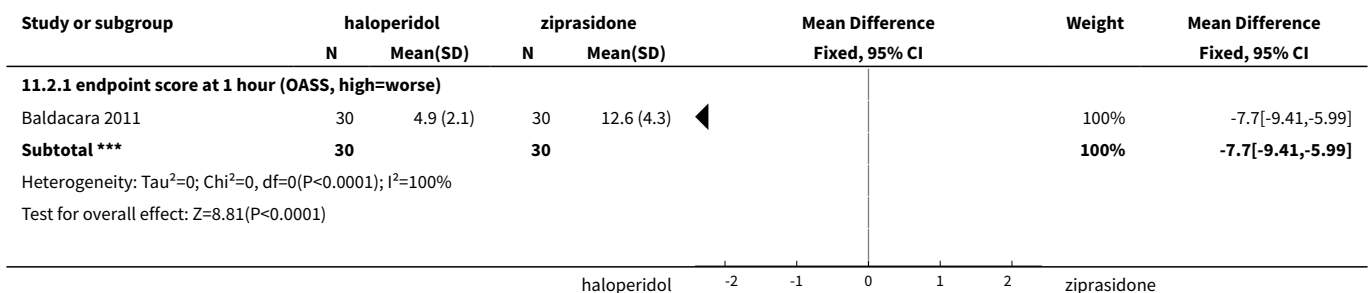 Study or subgroup haloperidol ziprasidone Mean Difference Weight Mean Difference
N Mean(SD) N Mean(SD) Fixed, 95% CI Fixed, 95% CI
11.2.1 endpoint score at 1 hour (OASS, high=worse)
Baldacara 2011 30 4.9 (2.1) 30 12.6 (4.3) 100% -7.7[-9.41,-5.99]
Subtotal *** 30 30 100% -7.7[-9.41,-5.99]
Heterogeneity: Tau²=0; Chi²=0, df=0(P<0.0001); I²=100%
Test for overall effect: Z=8.81(P<0.0001)
haloperidol -2 -1 0 1 2 ziprasidone